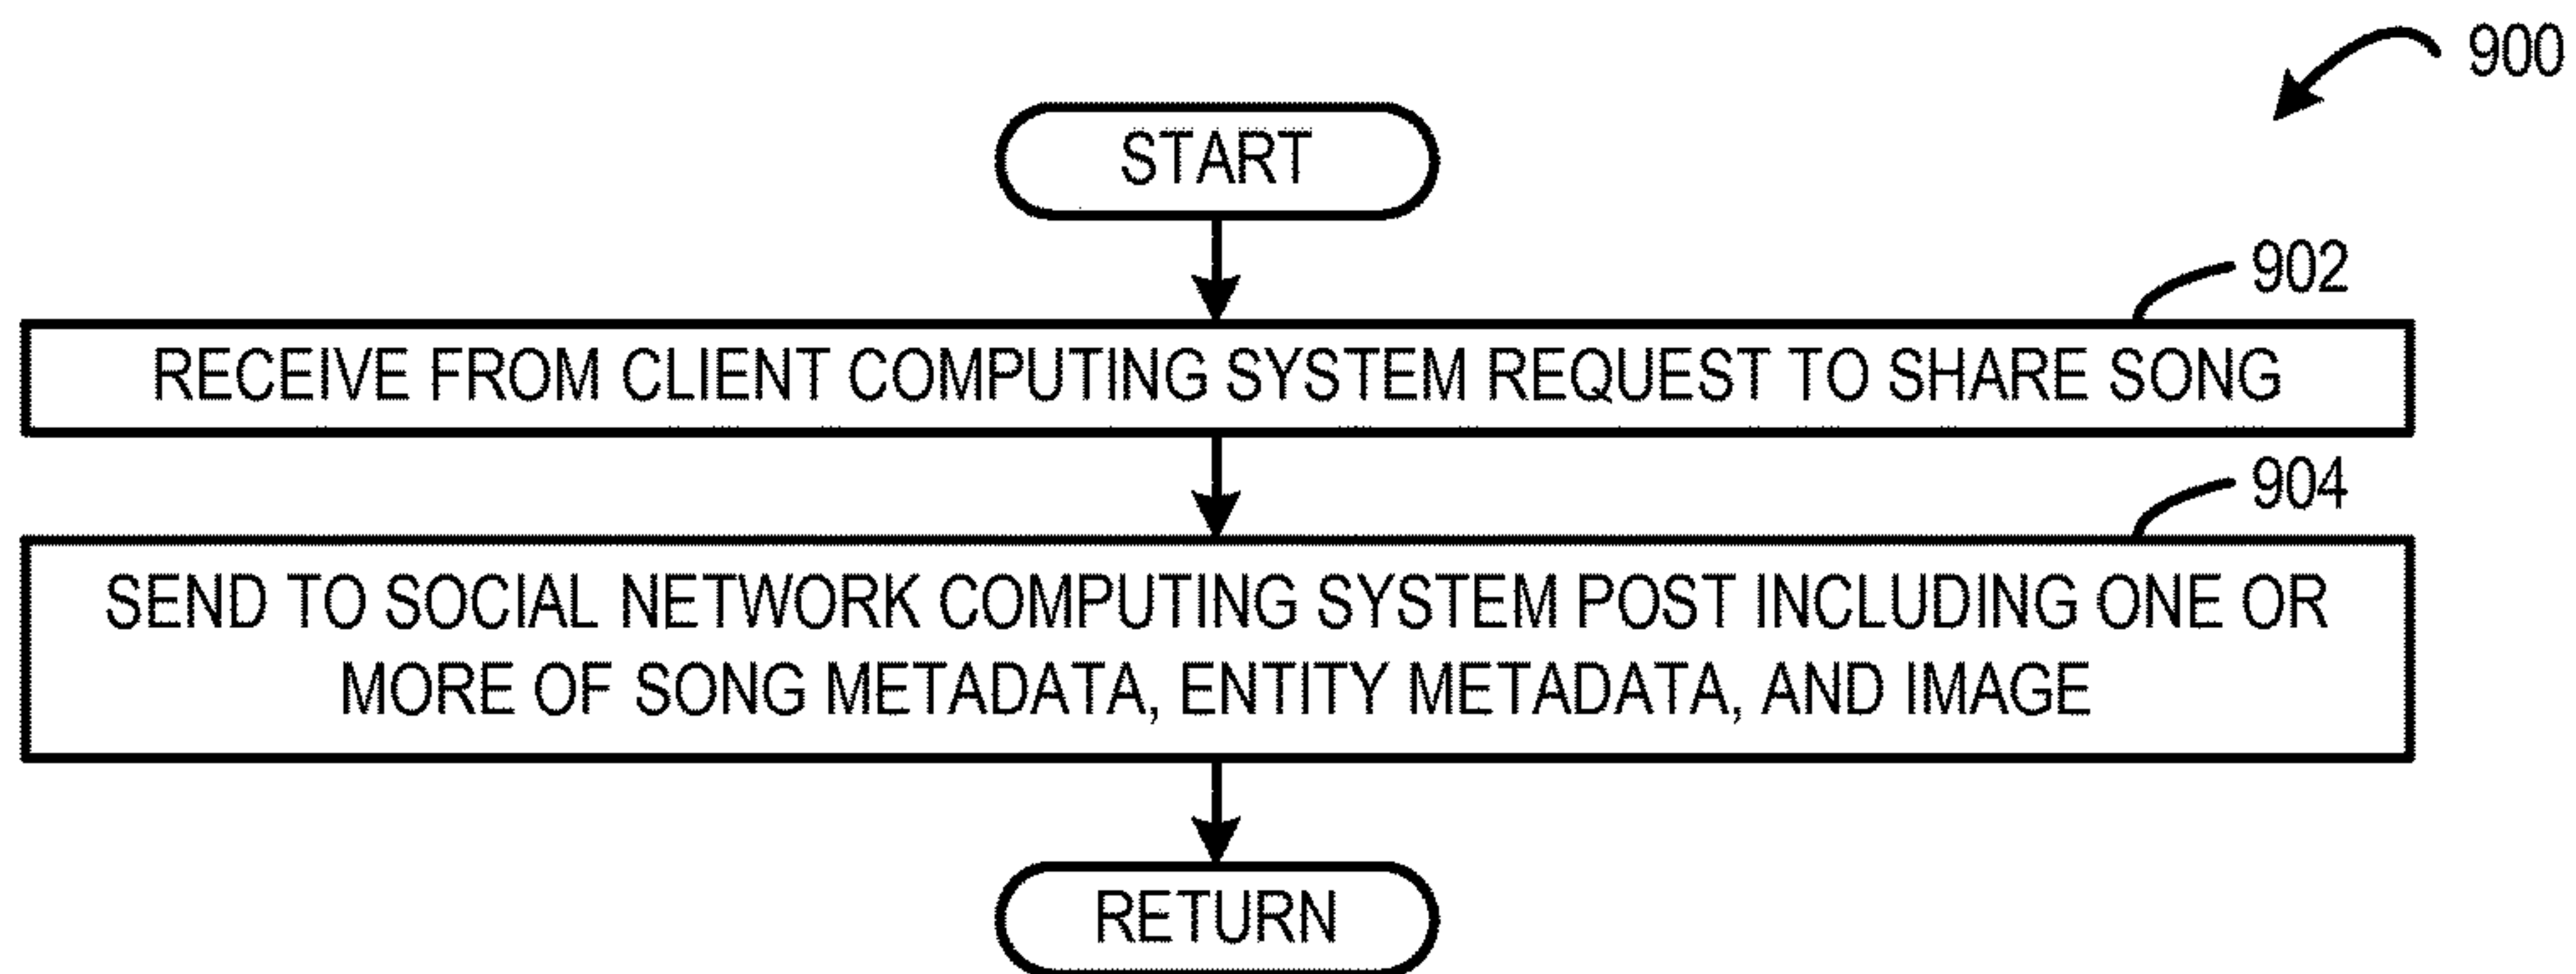 900
START
902
RECEIVE FROM CLIENT COMPUTING SYSTEM REQUEST TO SHARE SONG
904
SEND TO SOCIAL NETWORK COMPUTING SYSTEM POST INCLUDING ONE OR
MORE OF SONG METADATA, ENTITY METADATA, AND IMAGE
RETURN